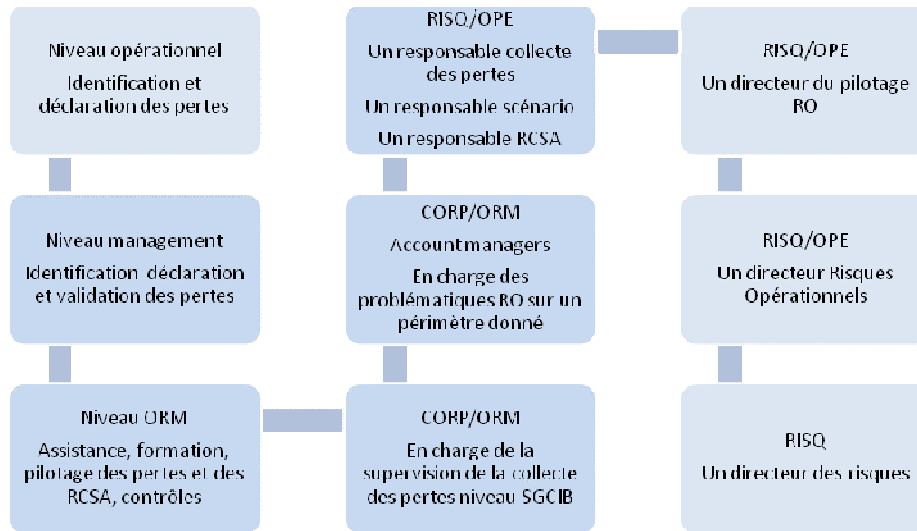 Niveau opérationnel
Identification et
déclaration des pertes
Niveau management
Identification déclaration
et validation des pertes
Niveau ORM
Assistance, formation,
pilotage des pertes et des
RCSA, contrôles
CORP/ORM
En charge de la
supervision de la collecte
des pertes niveau SGCIB
CORP/ORM
Account managers
En charge des
problématiques RO sur un
périmètre donné
RISQ/OPE
Un responsable collecte
des pertes
Un responsable scénario
Un responsable RCSA
RISQ/OPE
Un directeur du pilotage
RO
RISQ/OPE
Un directeur Risques
Opérationnels
RISQ
Un directeur des risques